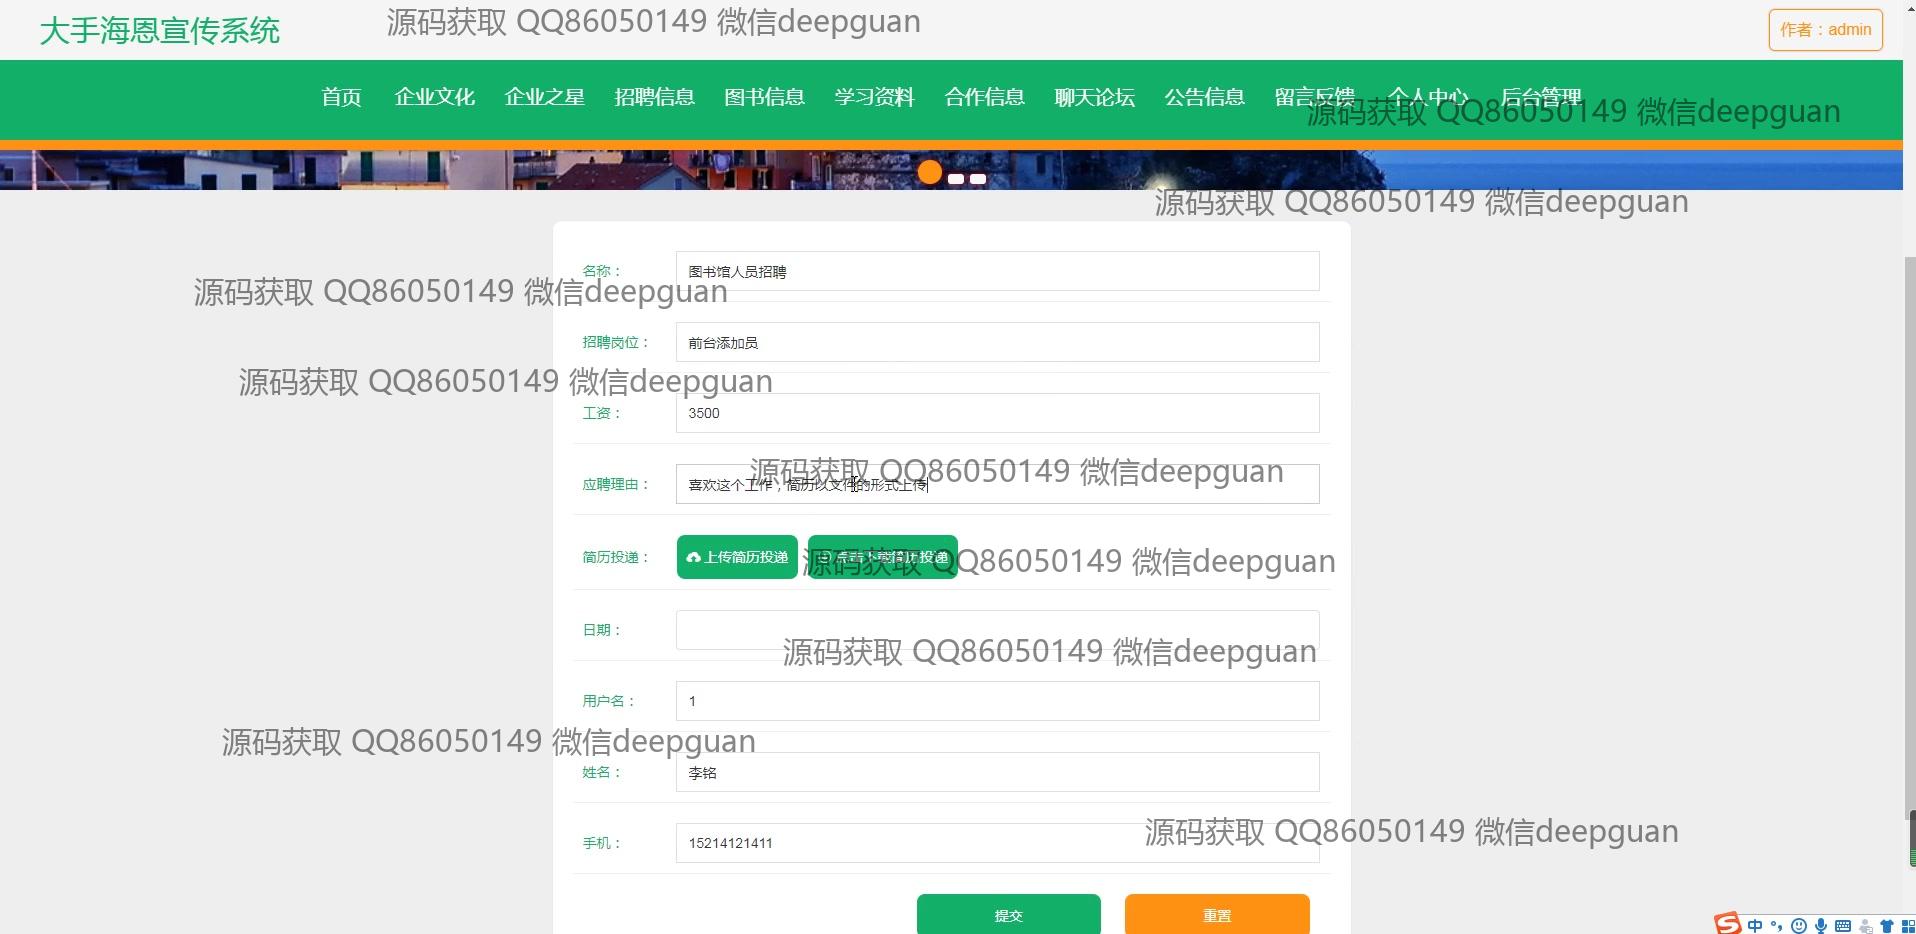 大手海恩宣传系统
源码获取 QQ86050149 微信deepguan
作者：admin
首页 企业文化 企业之星 招聘信息 图书信息 学习资料 合作信息 聊天论坛 公告信息 留言反馈 个人中心 后台管理
源码获取 QQ86050149 微信deepguan
源码获取 QQ86050149 微信deepguan
名称： 图书馆人员招聘
源码获取 QQ86050149 微信deepguan
招聘岗位： 前台添加员
源码获取 QQ86050149 微信deepguan
工资： 3500
源码获取 QQ86050149 微信deepguan
应聘理由： 喜欢这个工作，简历以文件的形式上传
简历投递： 上传简历投递 点击下载简历投递
源码获取 QQ86050149 微信deepguan
日期：
源码获取 QQ86050149 微信deepguan
用户名： 1
源码获取 QQ86050149 微信deepguan
姓名： 李铭
源码获取 QQ86050149 微信deepguan
手机： 15214121411
提交 重置
中